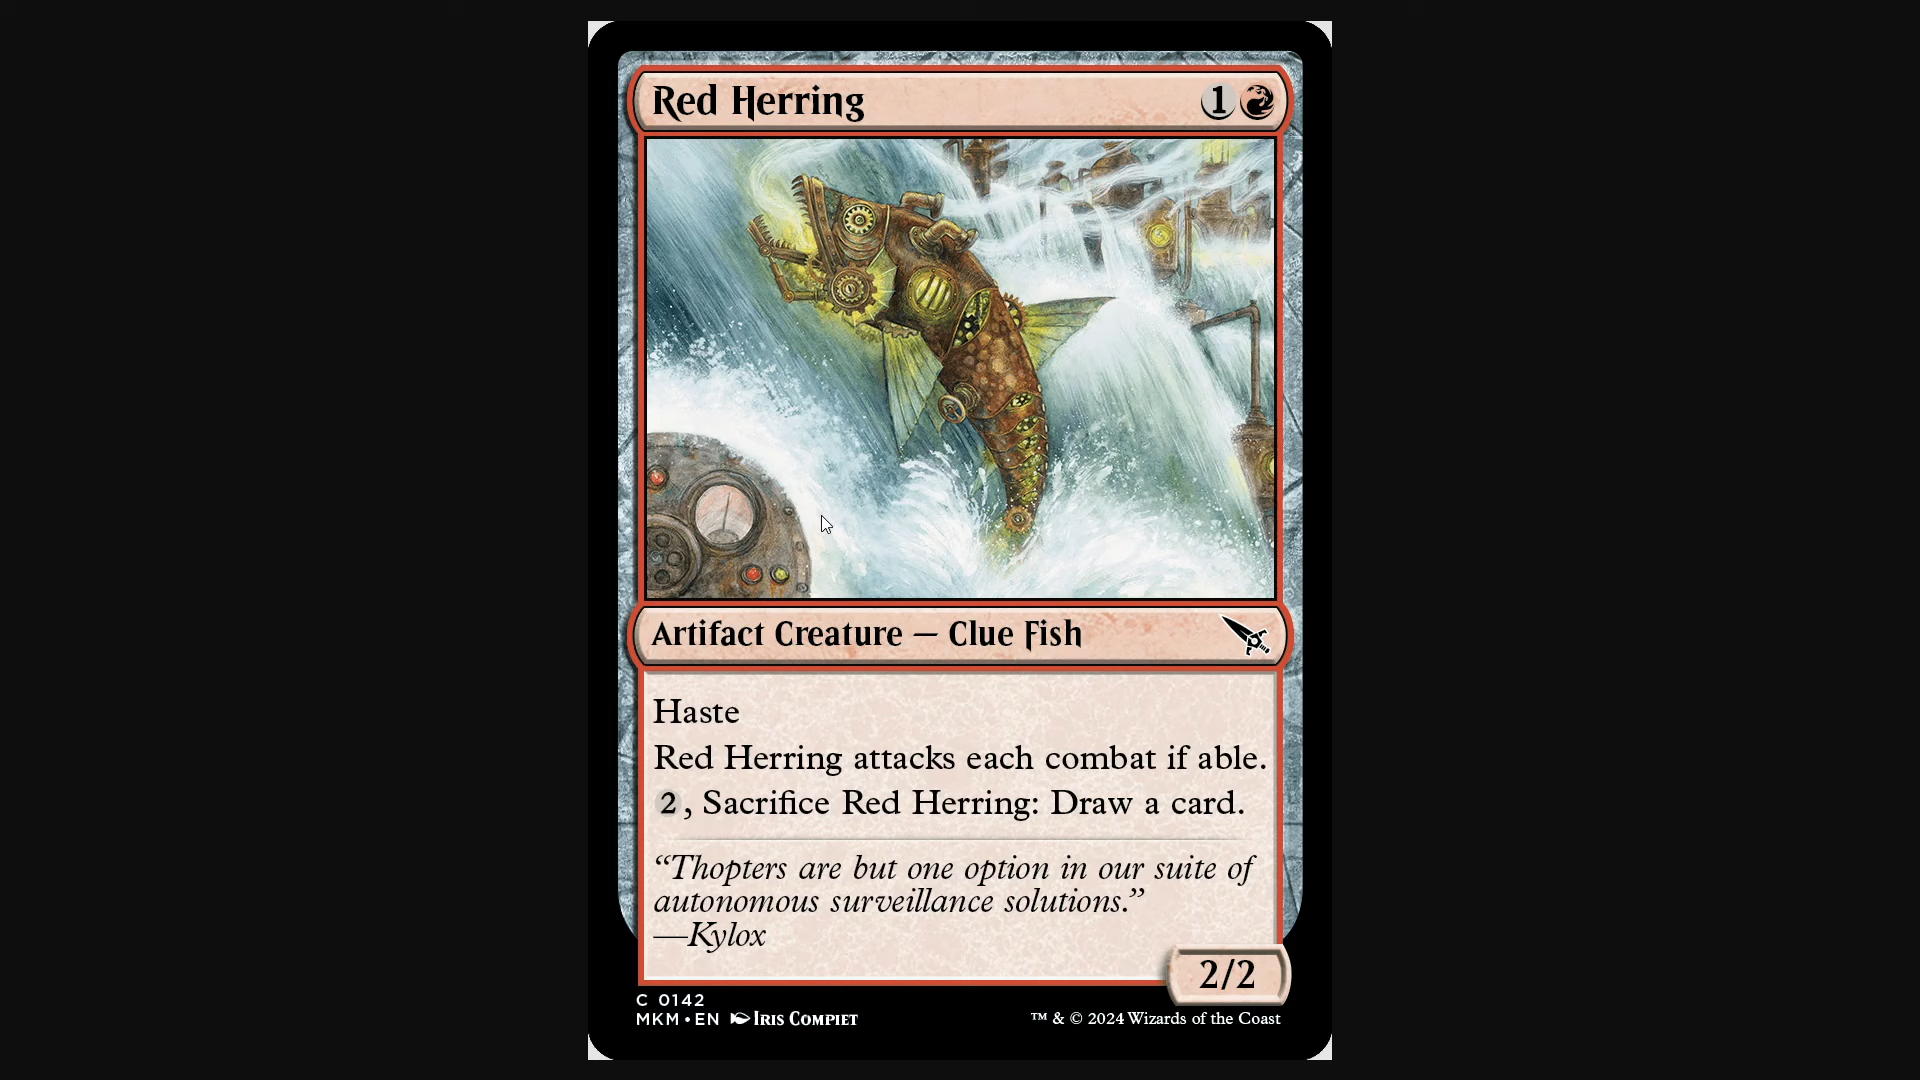 Red Herring 1
Artifact Creature — Clue Fish
Haste
Red Herring attacks each combat if able.
2, Sacrifice Red Herring: Draw a card.
“Thopters are but one option in our suite of
autonomous surveillance solutions.”
—Kylox
2/2
C 0142
MKM • EN Iris Compiet
™ & © 2024 Wizards of the Coast